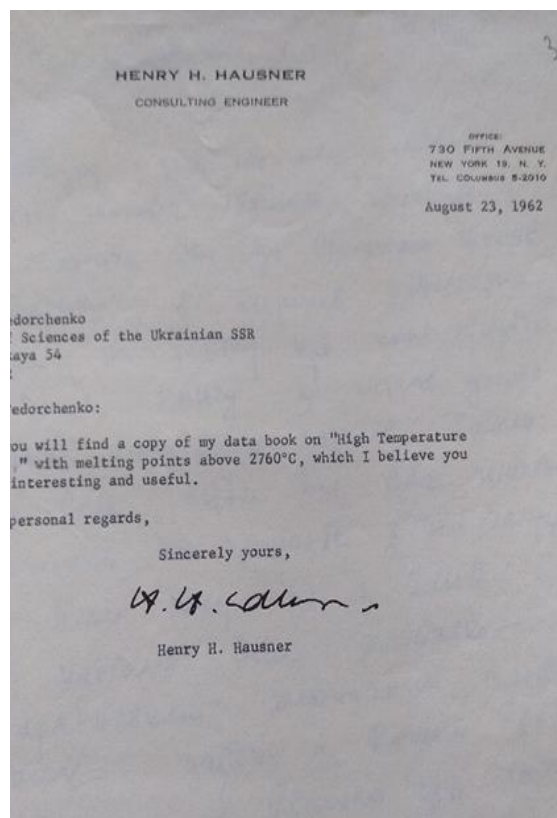 HENRY H. HAUSNER
CONSULTING ENGINEER
OFFICE:
730 FIFTH AVENUE
NEW YORK 19, N. Y.
TEL. COLUMBUS 5-2010
August 23, 1962
edorchenko
Sciences of the Ukrainian SSR
aya 54
edorchenko:
ou will find a copy of my data book on "High Temperature
," with melting points above 2760°C, which I believe you
interesting and useful.
personal regards,
Sincerely yours,
H. H. Hausner
Henry H. Hausner